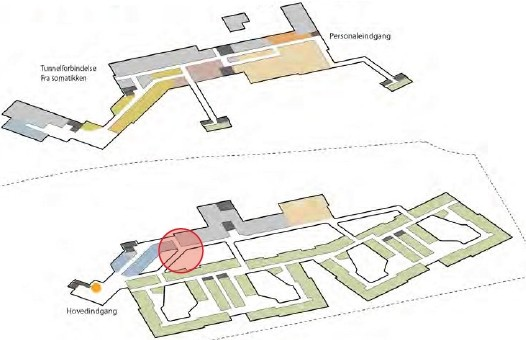 Personaleindgang
Tunnelforbindelse
Fra somatikken
Hovedindgang